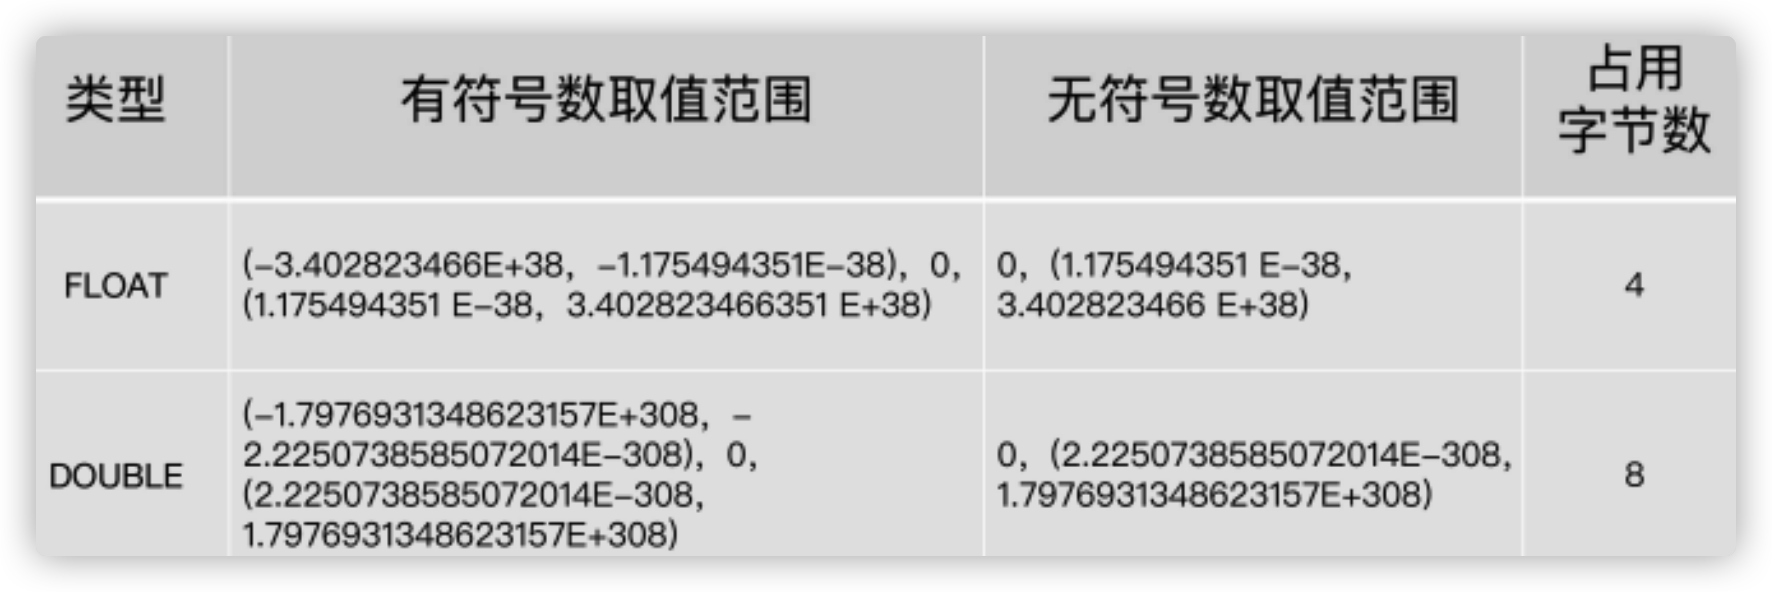 类型
有符号数取值范围
无符号数取值范围
占用
字节数
FLOAT
(−3.402823466E+38，−1.175494351E−38)，0，
(1.175494351 E−38，3.402823466351 E+38)
0，(1.175494351 E−38，
3.402823466 E+38)
4
DOUBLE
(−1.7976931348623157E+308，−
2.2250738585072014E−308)，0，
(2.2250738585072014E−308，
1.7976931348623157E+308)
0，(2.2250738585072014E−308，
1.7976931348623157E+308)
8